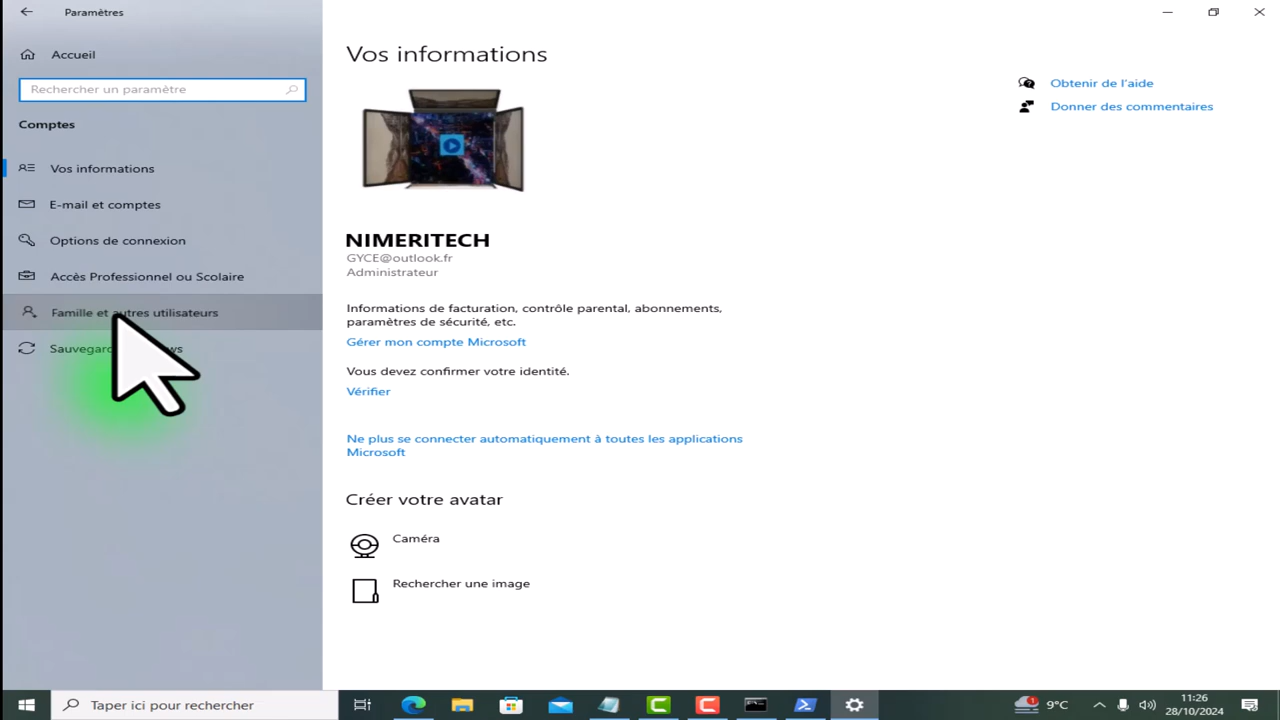 Paramètres
Accueil
Rechercher un paramètre
Comptes
Vos informations
E-mail et comptes
Options de connexion
Accès Professionnel ou Scolaire
Famille et autres utilisateurs
Vos informations
NIMERITECH
GYCE@outlook.fr
Administrateur
Informations de facturation, contrôle parental, abonnements,
paramètres de sécurité, etc.
Gérer mon compte Microsoft
Vous devez confirmer votre identité.
Vérifier
Ne plus se connecter automatiquement à toutes les applications
Microsoft
Créer votre avatar
Caméra
Rechercher une image
Obtenir de l'aide
Donner des commentaires
Taper ici pour rechercher
1
9°C
11:26
28/10/2024